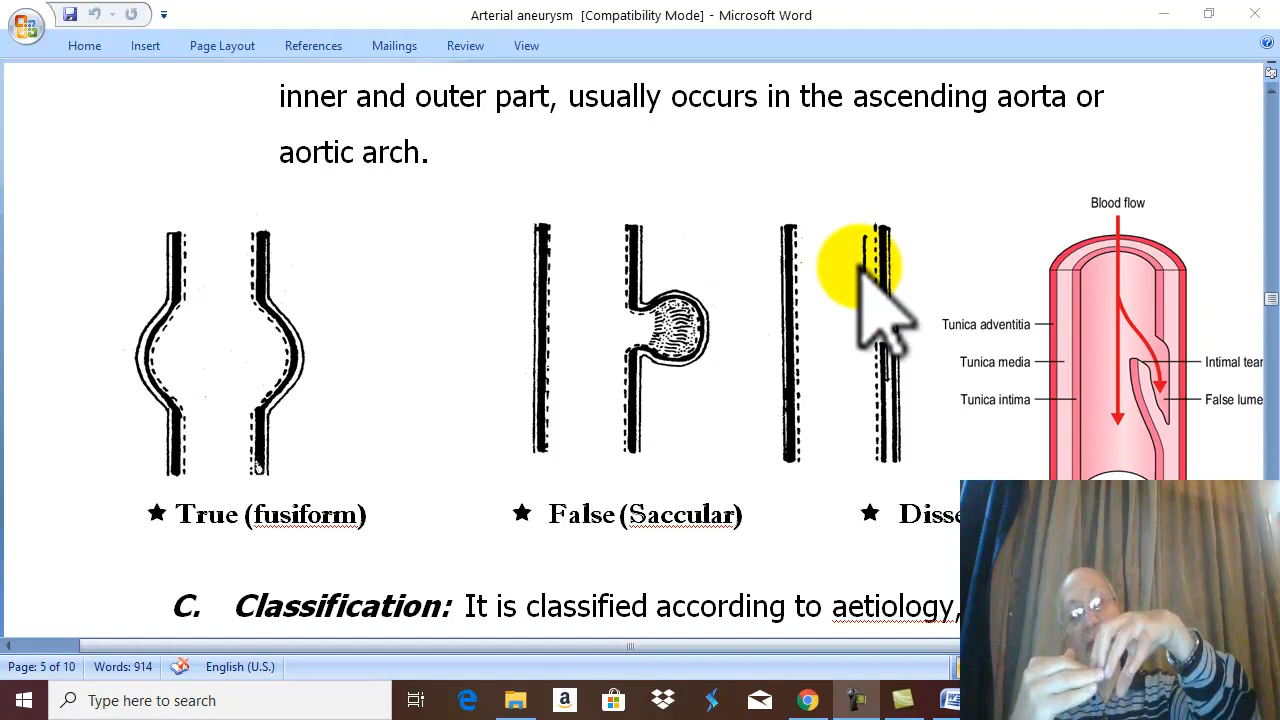 Arterial aneurysm [Compatibility Mode] - Microsoft Word
Home Insert Page Layout References Mailings Review View
inner and outer part, usually occurs in the ascending aorta or
aortic arch.
Blood flow
Tunica adventitia
Tunica media
Intimal tear
Tunica intima
False lume
★ True (fusiform)
★ False (Saccular)
★ Disse
C. Classification: It is classified according to aetiology,
Page: 5 of 10 Words: 914 English (U.S.)
Type here to search